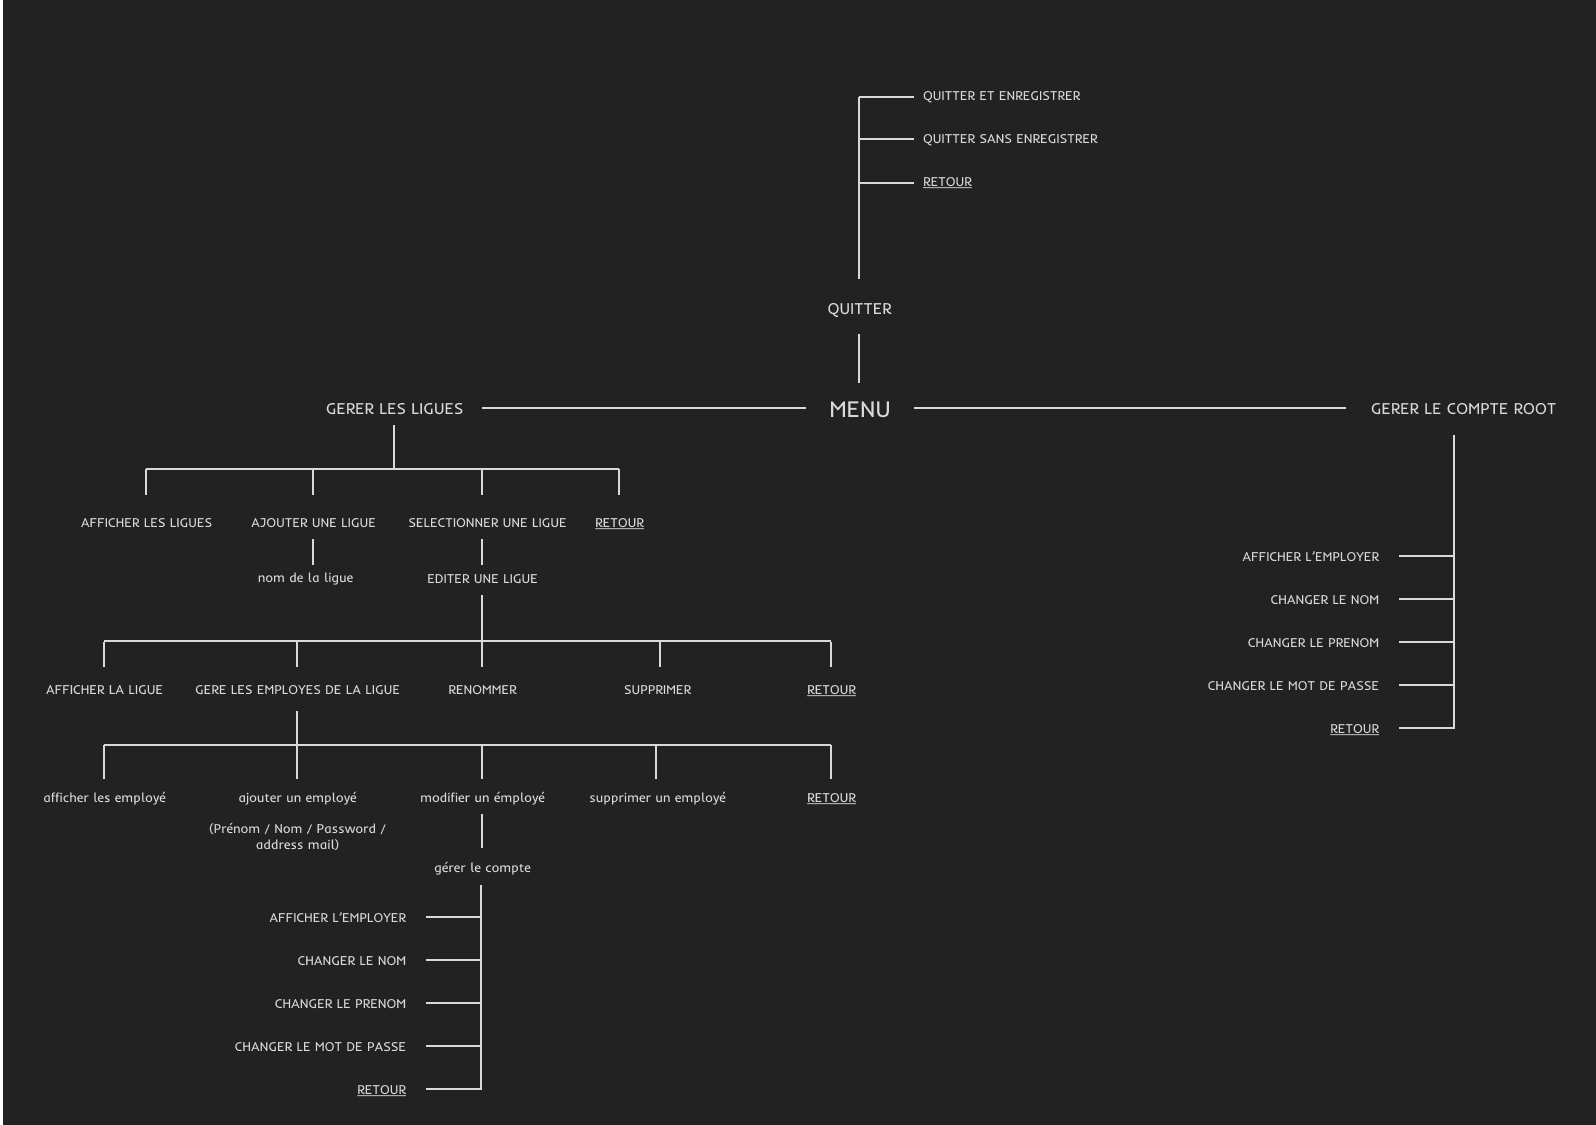 QUITTER ET ENREGISTRER
QUITTER SANS ENREGISTRER
RETOUR
QUITTER
GERER LES LIGUES
MENU
GERER LE COMPTE ROOT
AFFICHER LES LIGUES
AJOUTER UNE LIGUE
SELECTIONNER UNE LIGUE
RETOUR
nom de la ligue
EDITER UNE LIGUE
AFFICHER LA LIGUE
GERE LES EMPLOYES DE LA LIGUE
RENOMMER
SUPPRIMER
RETOUR
afficher les employé
ajouter un employé
modifier un émployé
supprimer un employé
RETOUR
(Prénom / Nom / Password /
address mail)
gérer le compte
AFFICHER L'EMPLOYER
CHANGER LE NOM
CHANGER LE PRENOM
CHANGER LE MOT DE PASSE
RETOUR
AFFICHER L'EMPLOYER
CHANGER LE NOM
CHANGER LE PRENOM
CHANGER LE MOT DE PASSE
RETOUR